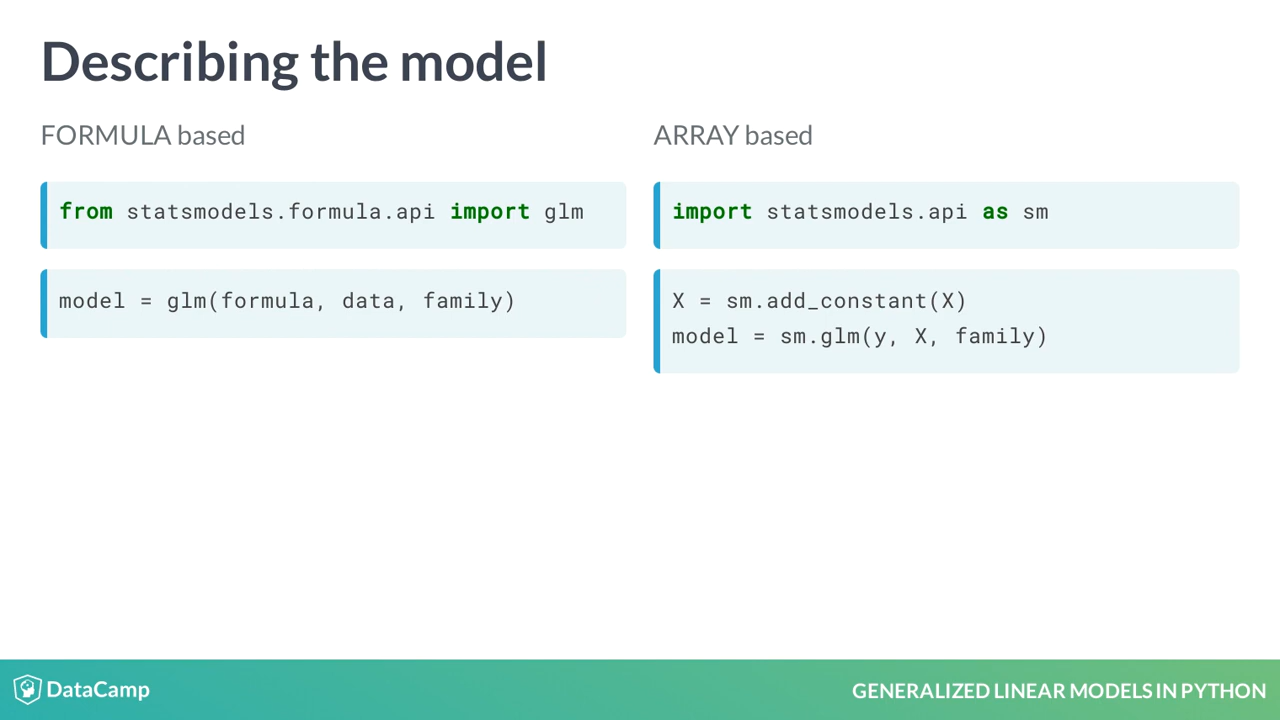 Describing the model
FORMULA based
from statsmodels.formula.api import glm
model = glm(formula, data, family)
ARRAY based
import statsmodels.api as sm
X = sm.add_constant(X)
model = sm.glm(y, X, family)
DataCamp
GENERALIZED LINEAR MODELS IN PYTHON